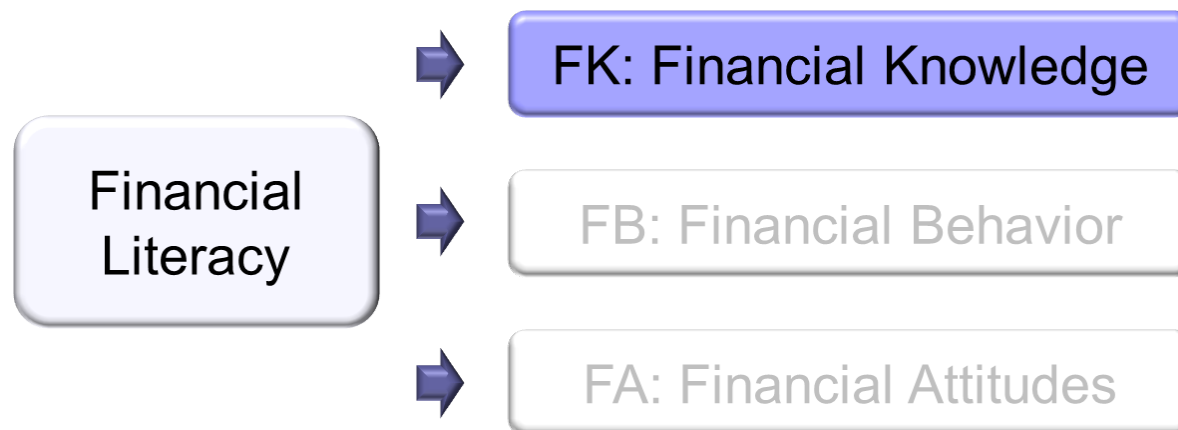 FK: Financial Knowledge
Financial
Literacy
FB: Financial Behavior
FA: Financial Attitudes